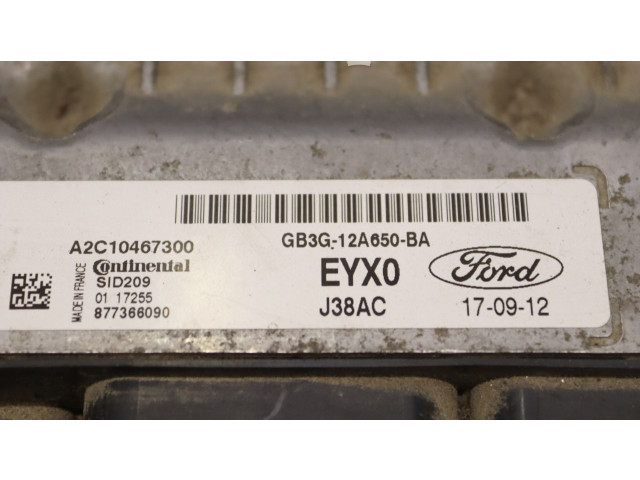 A2C10467300
Continental
SID209
01 17255
877366090
MADE IN FRANCE
GB3G-12A650-BA
EYX0
J38AC
Ford
17-09-12